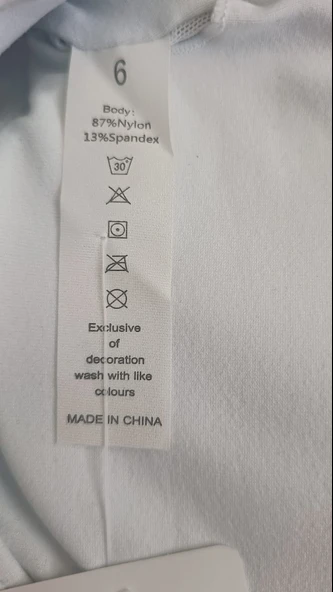 6
Body:
87%Nylon
13%Spandex
30°
Exclusive
of
decoration
wash with like
colours
MADE IN CHINA